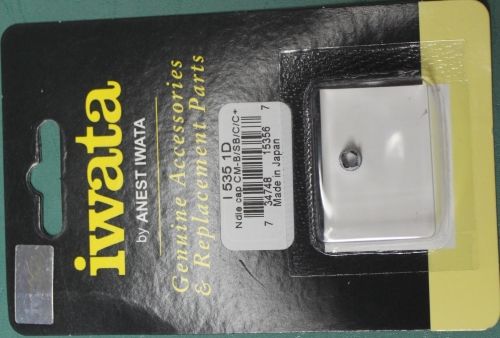 iwata
by ANEST IWATA
Genuine Accessories
& Replacement Parts
I 535 1D
Ndle cap CM-B/SB/C/C+
7 34748 15356 7
Made in Japan